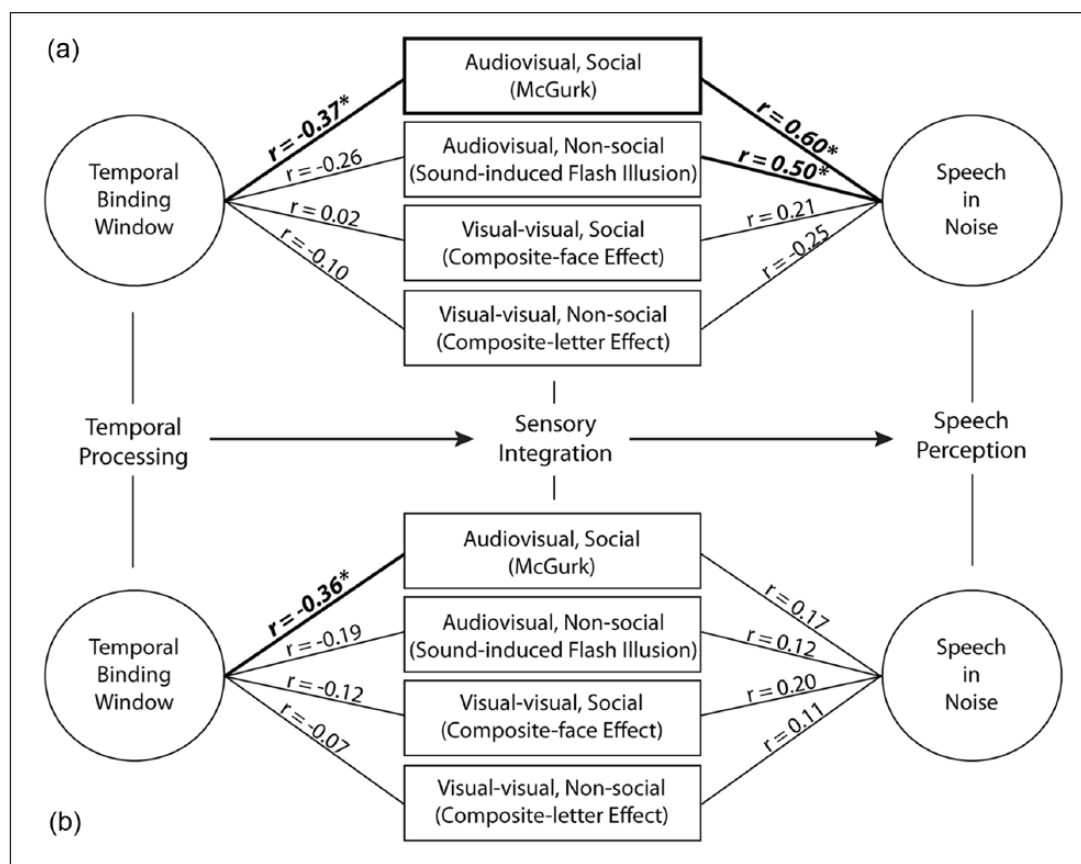 (a)
Audiovisual, Social
(McGurk)
r = -0.37*
r = 0.60*
Temporal
Binding
Window
r = -0.26
Audiovisual, Non-social
(Sound-induced Flash Illusion)
r = 0.50*
Speech
in
Noise
r = 0.02
Visual-visual, Social
(Composite-face Effect)
r = 0.21
r = -0.10
Visual-visual, Non-social
(Composite-letter Effect)
r = -0.25
Temporal
Processing
Sensory
Integration
Speech
Perception
Audiovisual, Social
(McGurk)
r = -0.36*
r = 0.17
Temporal
Binding
Window
r = -0.19
Audiovisual, Non-social
(Sound-induced Flash Illusion)
r = 0.12
Speech
in
Noise
r = -0.12
Visual-visual, Social
(Composite-face Effect)
r = 0.20
r = -0.07
Visual-visual, Non-social
(Composite-letter Effect)
r = 0.11
(b)